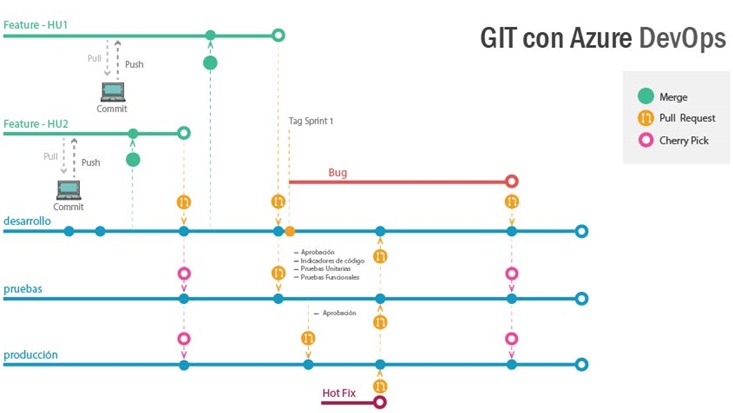 Feature - HU1
GIT con Azure DevOps
Pull
Push
Commit
Merge
Pull Request
Cherry Pick
Feature - HU2
Tag Sprint 1
Pull
Push
Commit
Bug
desarrollo
— Aprobación
— Indicadores de código
— Pruebas Unitarias
— Pruebas Funcionales
pruebas
— Aprobación
producción
Hot Fix